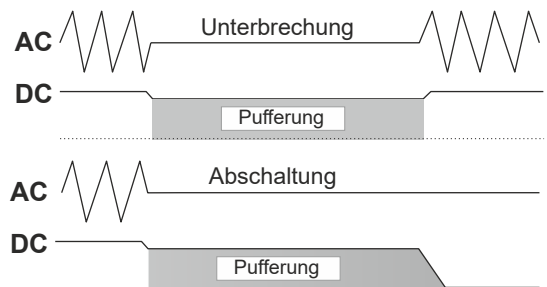 Unterbrechung
AC
DC
Pufferung
Abschaltung
AC
DC
Pufferung